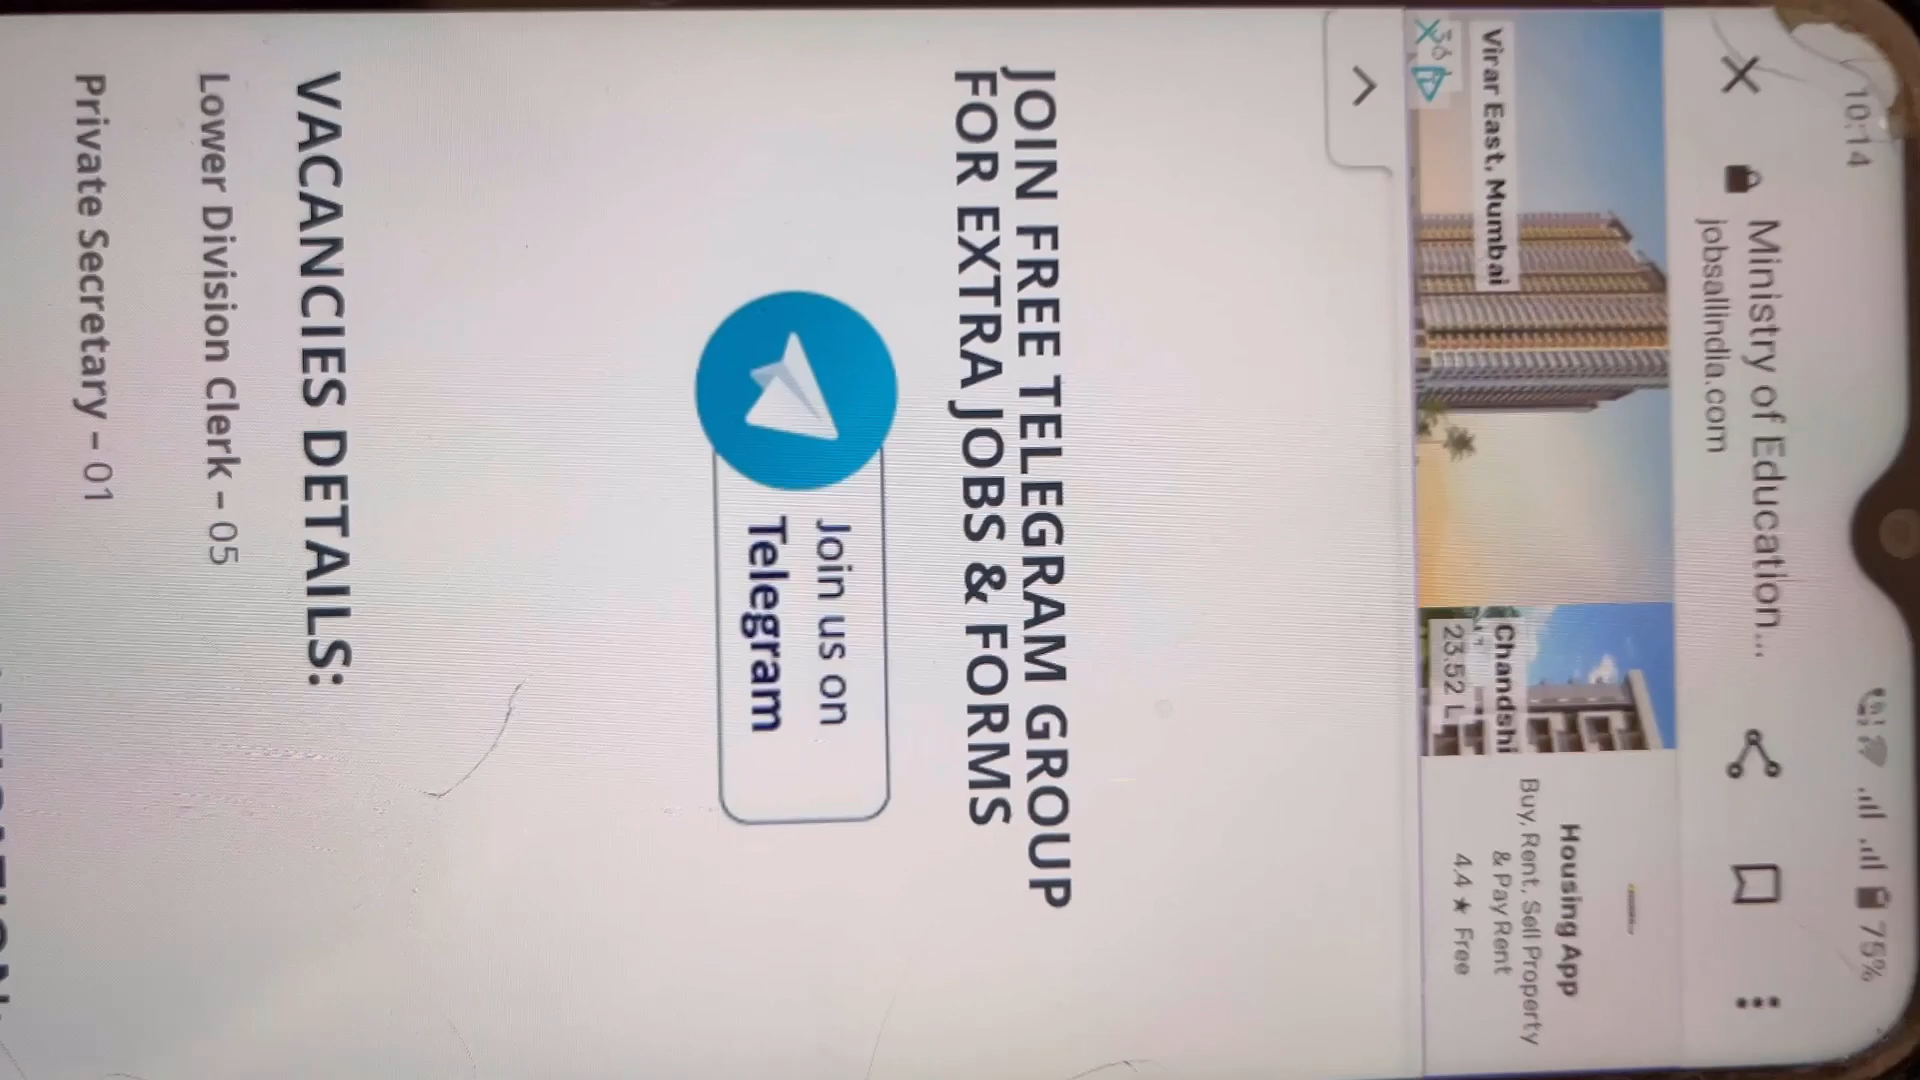 10:14
75%
Ministry of Education...
jobsallindia.com
Virar East, Mumbai
Chandshi
23.52 L
Housing App
Buy, Rent, Sell Property
& Pay Rent
4.4 ★ Free
JOIN FREE TELEGRAM GROUP
FOR EXTRA JOBS & FORMS
Join us on
Telegram
VACANCIES DETAILS:
Lower Division Clerk – 05
Private Secretary – 01